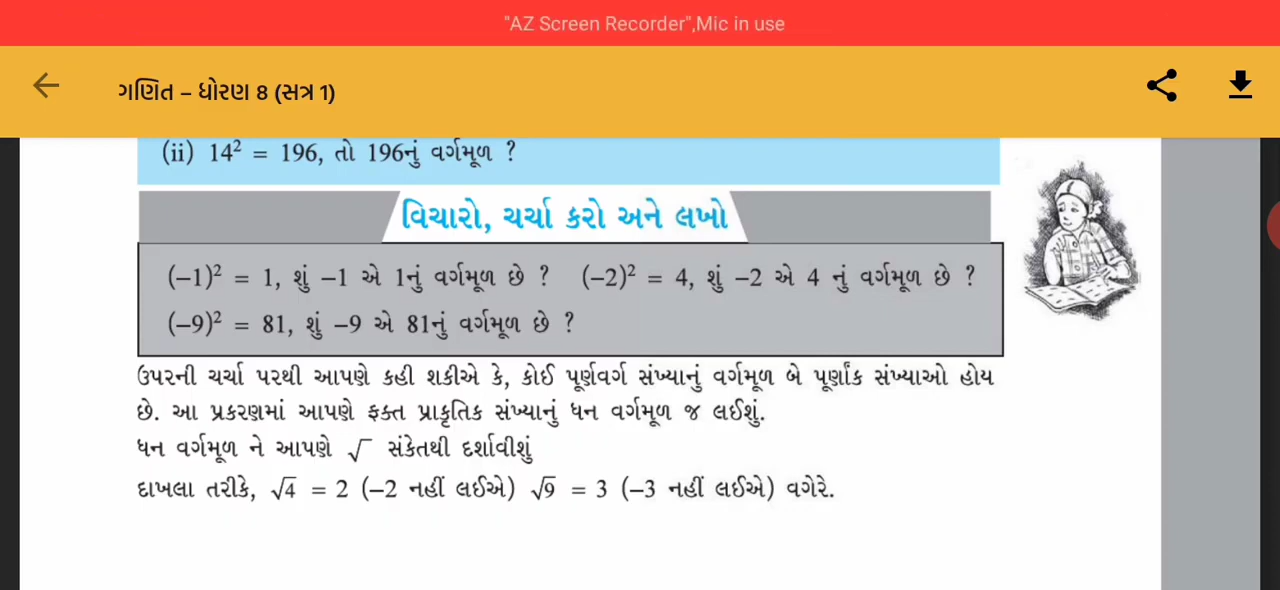 "AZ Screen Recorder",Mic in use
ગણિત – ધોરણ 8 (સત્ર 1)
(ii) 14² = 196, તો 196નું વર્ગમૂળ ?
વિચારો, ચર્ચા કરો અને લખો
(–1)² = 1, શું –1 એ 1નું વર્ગમૂળ છે ? (–2)² = 4, શું –2 એ 4 નું વર્ગમૂળ છે ?
(–9)² = 81, શું –9 એ 81નું વર્ગમૂળ છે ?
ઉપરની ચર્ચા પરથી આપણે કહી શકીએ કે, કોઈ પૂર્ણવર્ગ સંખ્યાનું વર્ગમૂળ બે પૂર્ણાંક સંખ્યાઓ હોય
છે. આ પ્રકરણમાં આપણે ફક્ત પ્રાકૃતિક સંખ્યાનું ધન વર્ગમૂળ જ લઈશું.
ધન વર્ગમૂળ ને આપણે √ સંકેતથી દર્શાવીશું
દાખલા તરીકે, √4 = 2 (–2 નહીં લઈએ) √9 = 3 (–3 નહીં લઈએ) વગેરે.